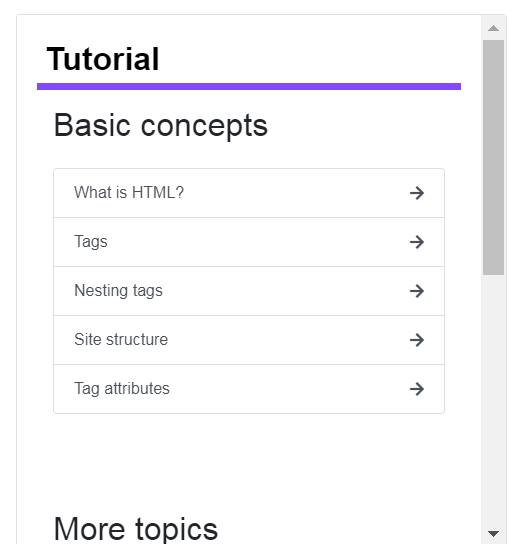 Tutorial
Basic concepts
What is HTML?
Tags
Nesting tags
Site structure
Tag attributes
More topics